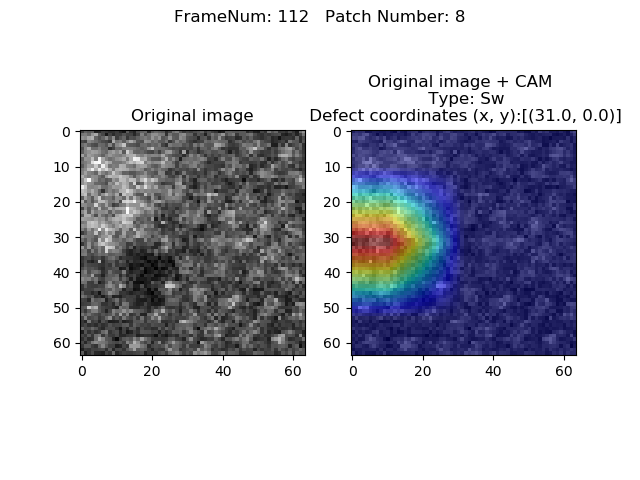 FrameNum: 112   Patch Number: 8
Original image
0
10
20
30
40
50
60
0 20 40 60
Original image + CAM
Type: Sw
Defect coordinates (x, y):[(31.0, 0.0)]
0
10
20
30
40
50
60
0 20 40 60